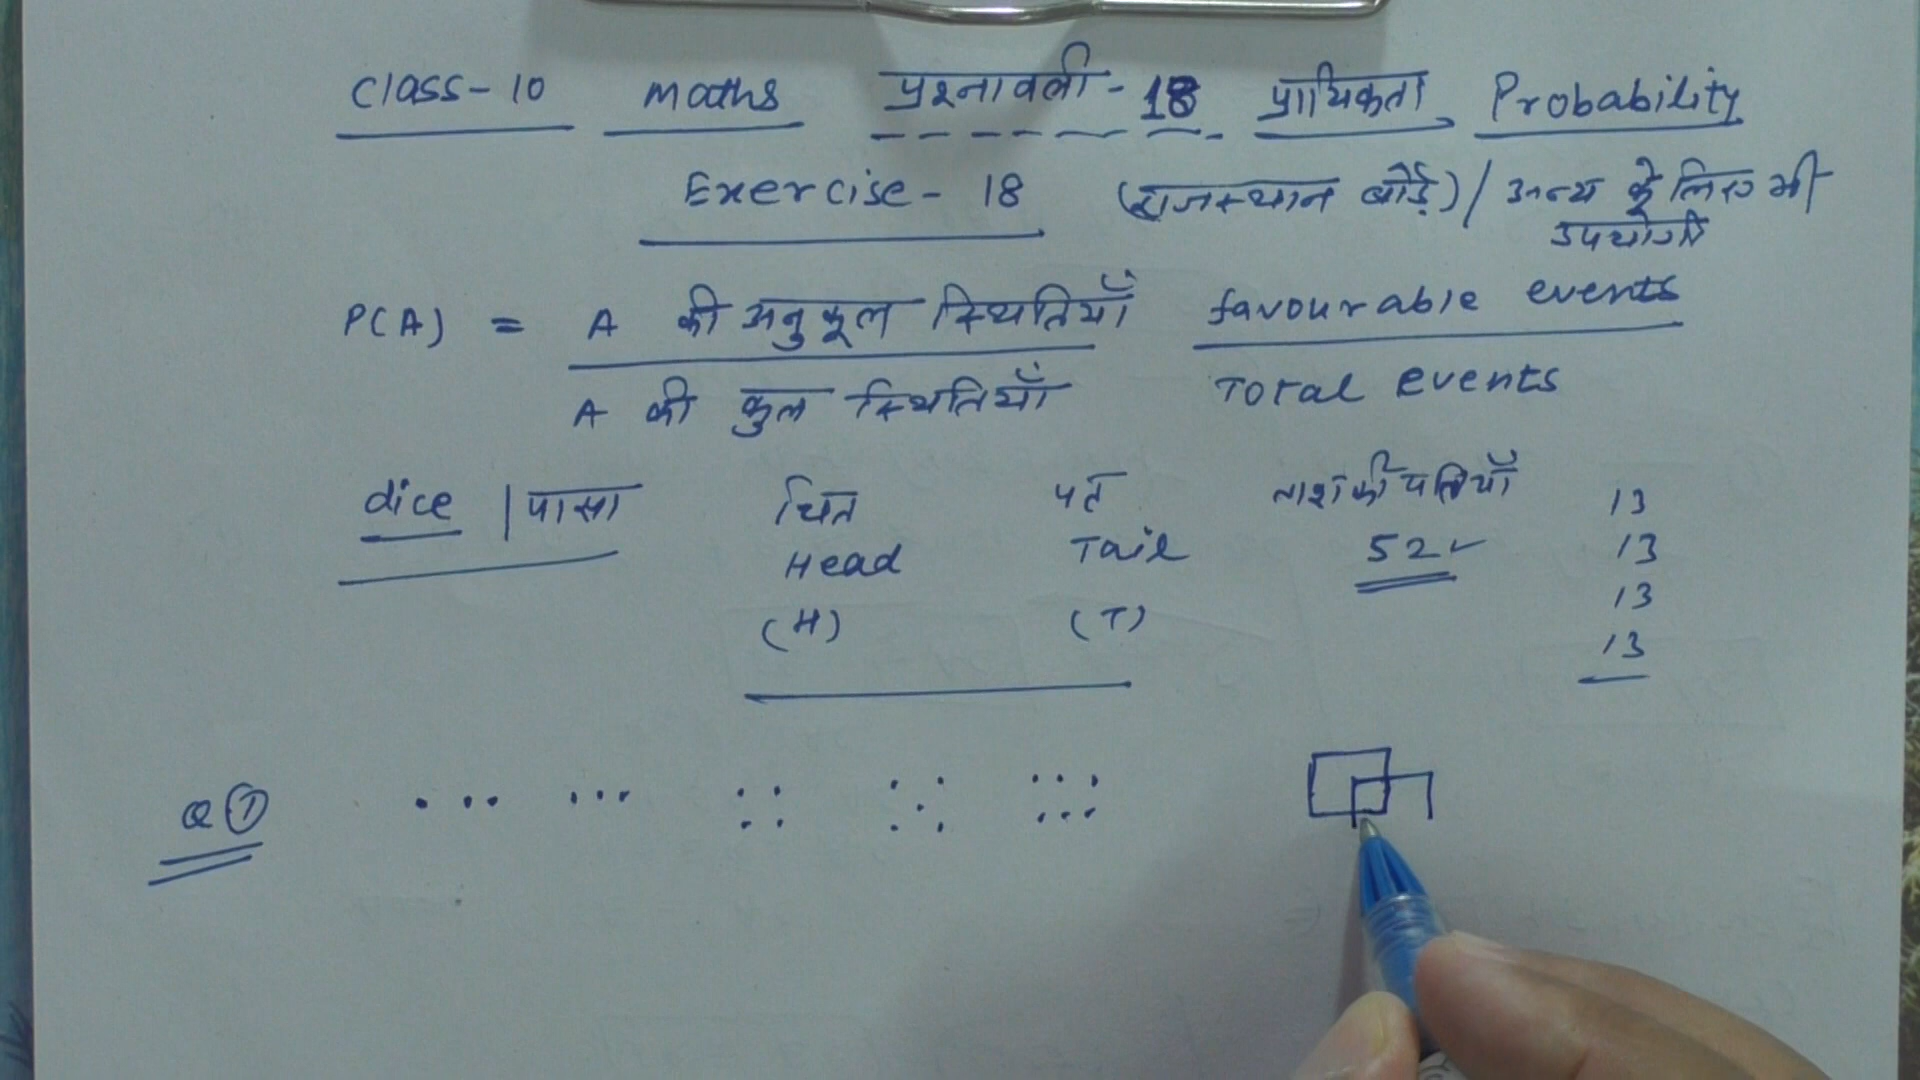 Class-10 Maths प्रश्नावली-18 प्रायिकता Probability
Exercise-18 (राजस्थान बोर्ड)/अन्य के लिए भी
उपयोगी
P(A) = A की अनुकूल स्थितियाँ favourable events
A की कुल स्थितियाँ Total events
dice | पासा चित पट ताश की पत्तियाँ 13
Head Tail 52 ✓ 13
(H) (T) 13
13
Q ①